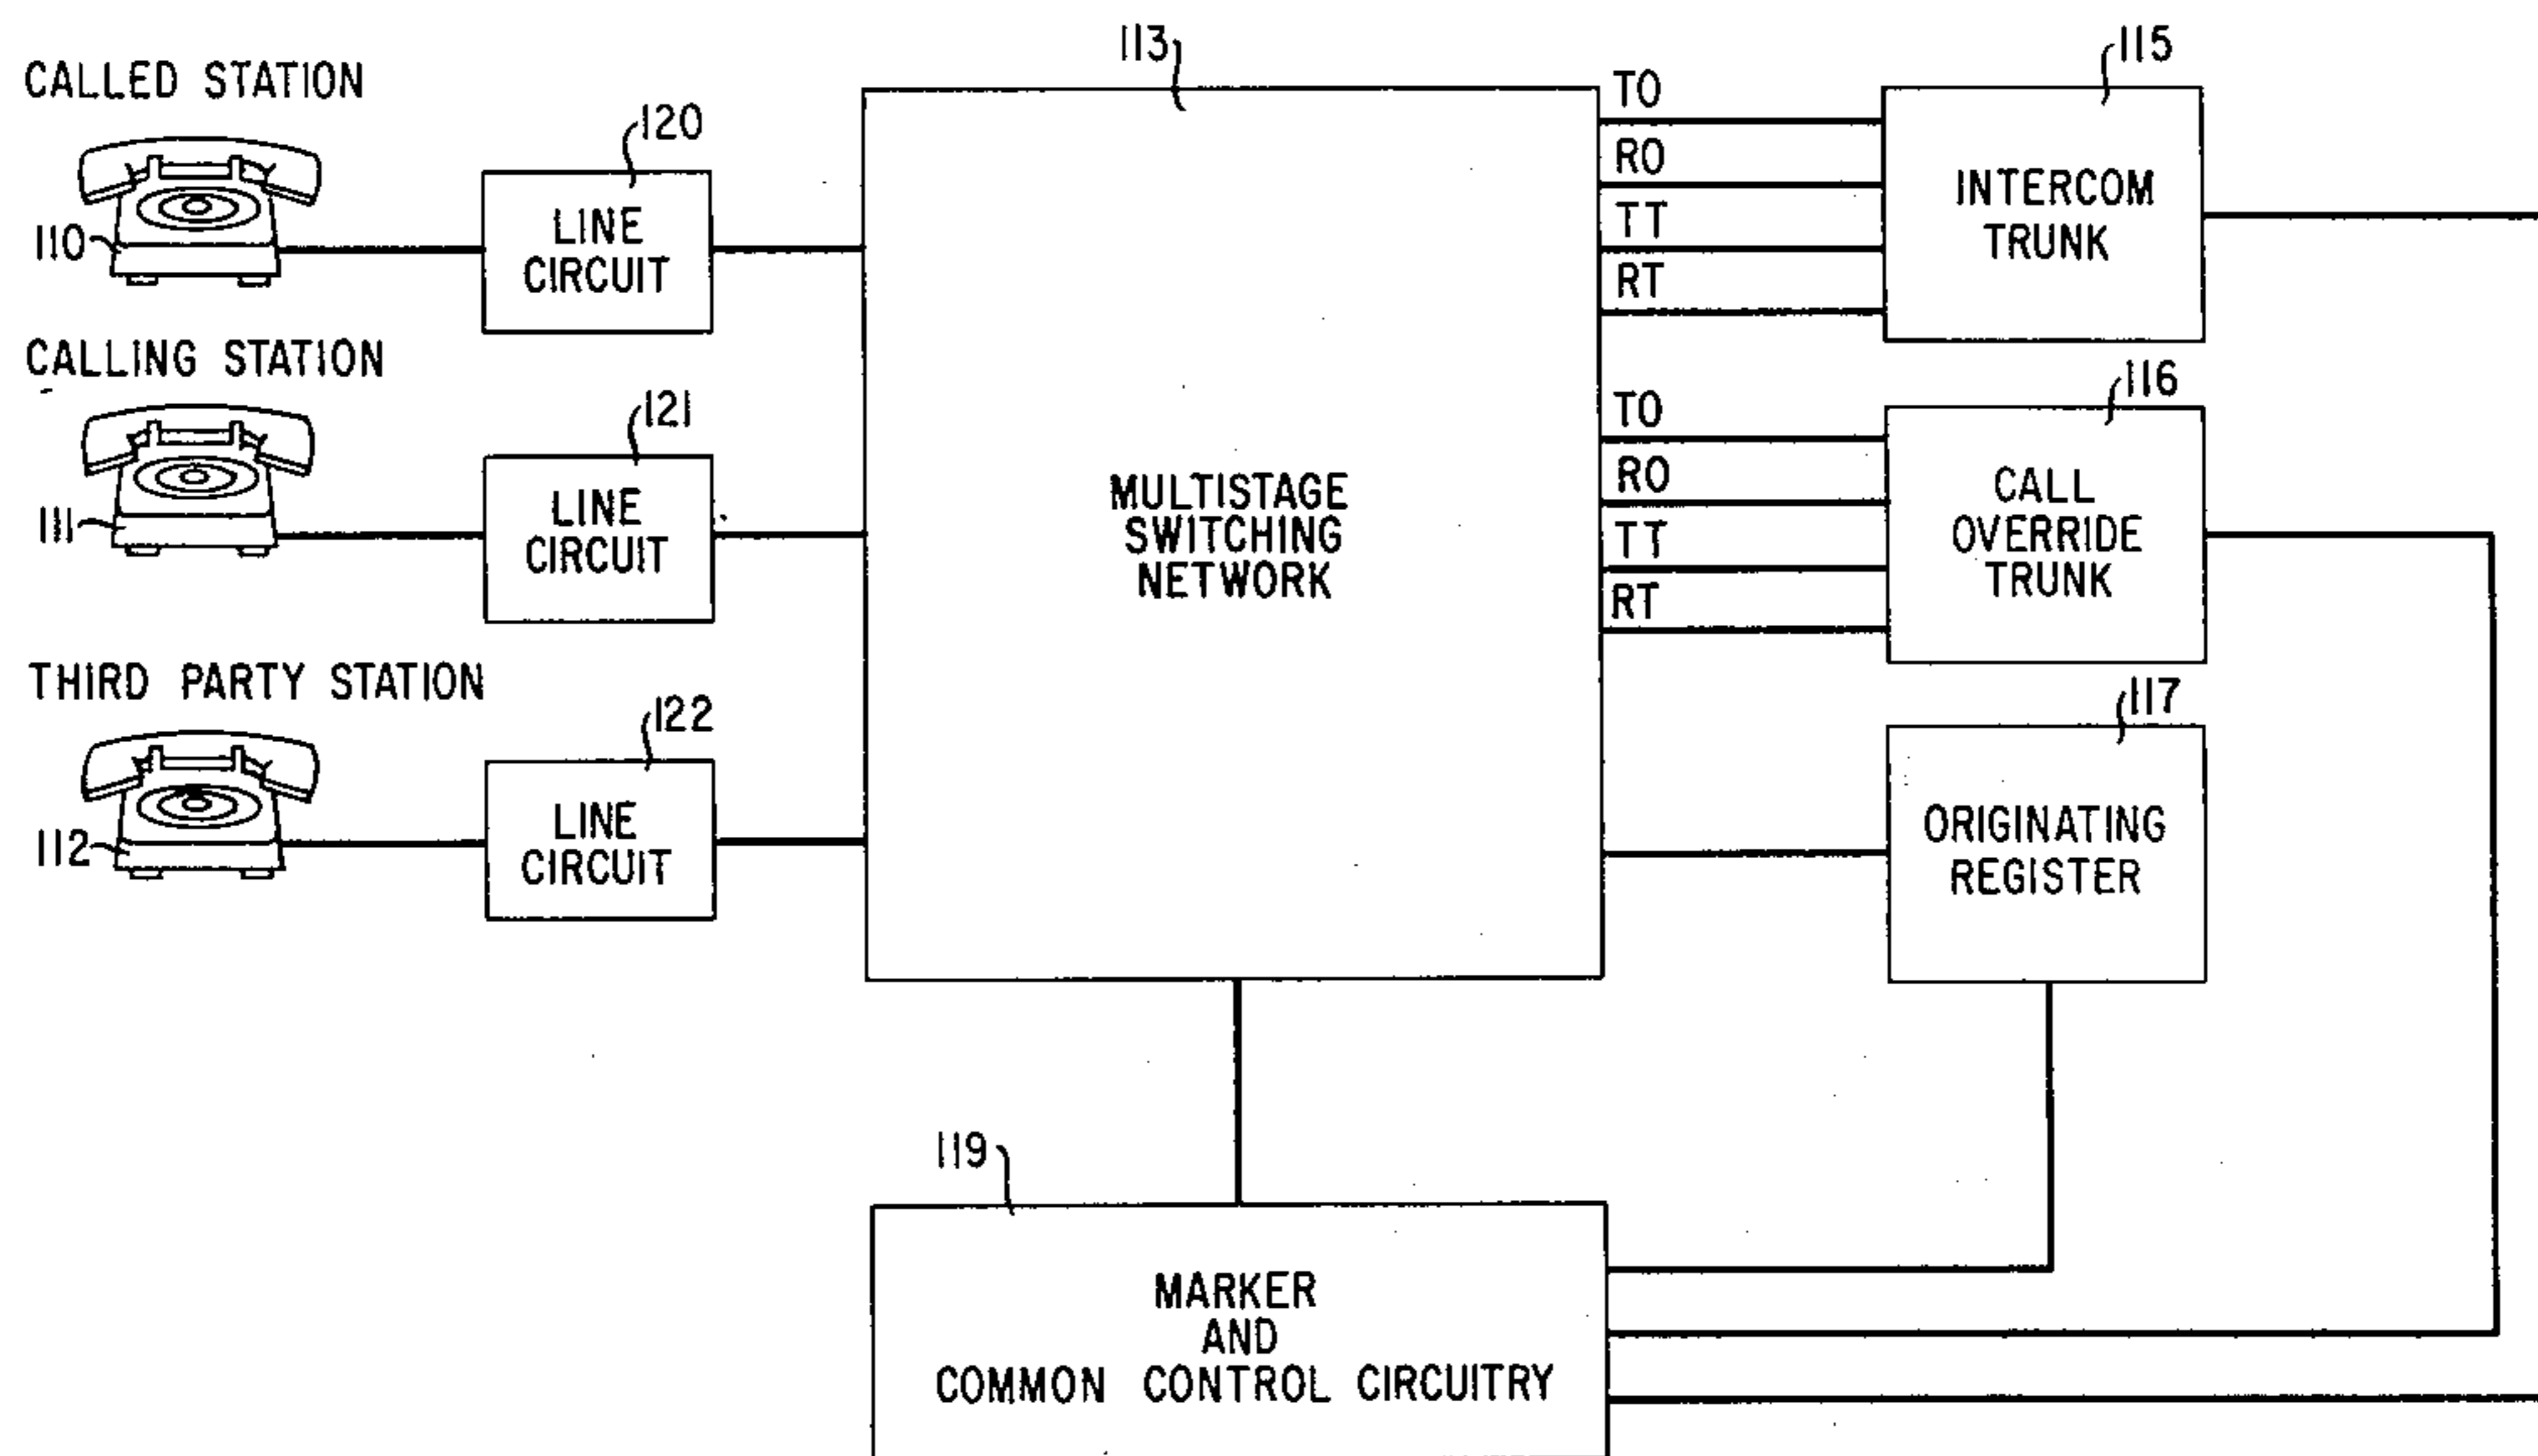 113
115
CALLED STATION
TO
120
RO
INTERCOM
TRUNK
LINE
CIRCUIT
TT
110
RT
CALLING STATION
116
121
TO
RO
CALL
OVERRIDE
TRUNK
MULTISTAGE
SWITCHING
NETWORK
LINE
CIRCUIT
111
TT
RT
THIRD PARTY STATION
117
122
ORIGINATING
REGISTER
LINE
CIRCUIT
112
119
MARKER
AND
COMMON CONTROL CIRCUITRY